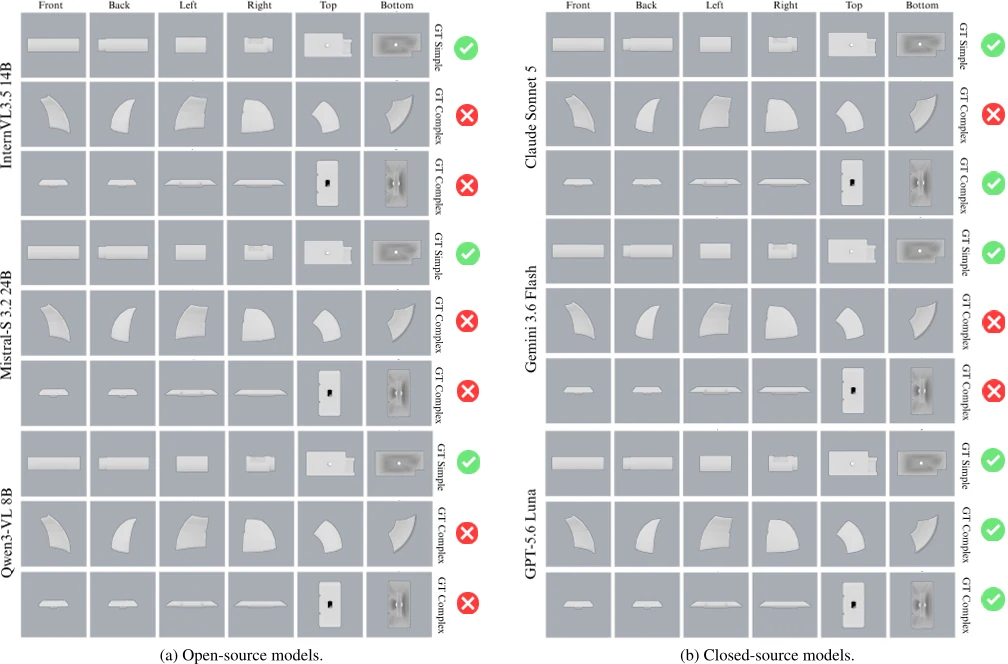 Front Back Left Right Top Bottom
InternVL3.5 14B
GT Simple
GT Complex
GT Complex
Mistral-S 3.2 24B
GT Simple
GT Complex
GT Complex
Qwen3-VL 8B
GT Simple
GT Complex
GT Complex
(a) Open-source models.
Front Back Left Right Top Bottom
Claude Sonnet 5
GT Simple
GT Complex
GT Complex
Gemini 3.6 Flash
GT Simple
GT Complex
GT Complex
GPT-5.6 Luna
GT Simple
GT Complex
GT Complex
(b) Closed-source models.